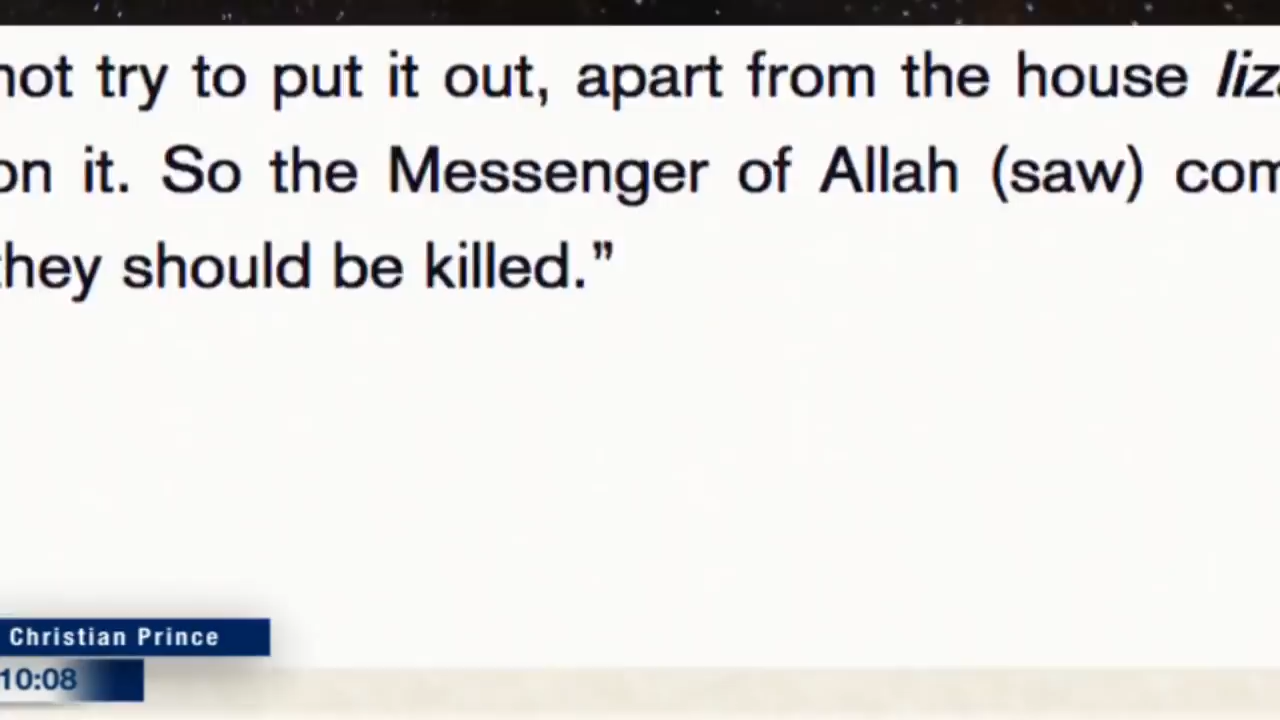 not try to put it out, apart from the house liz
on it. So the Messenger of Allah (saw) com
they should be killed.”
Christian Prince
10:08